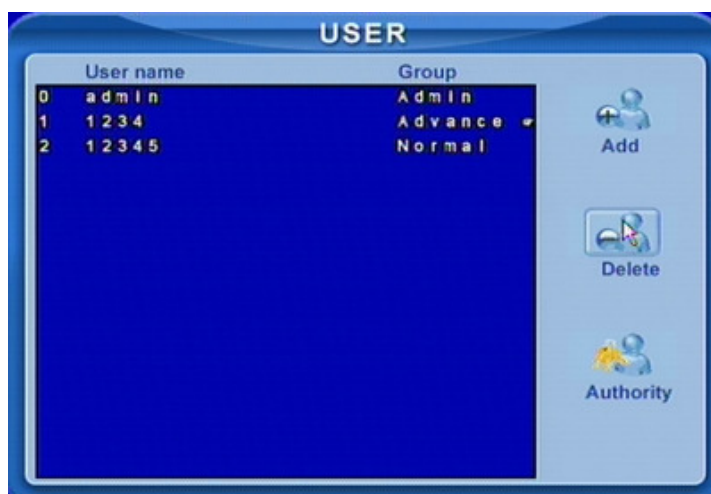 USER
User name Group
0 admin Admin
1 1234 Advance
2 12345 Normal
Add
Delete
Authority